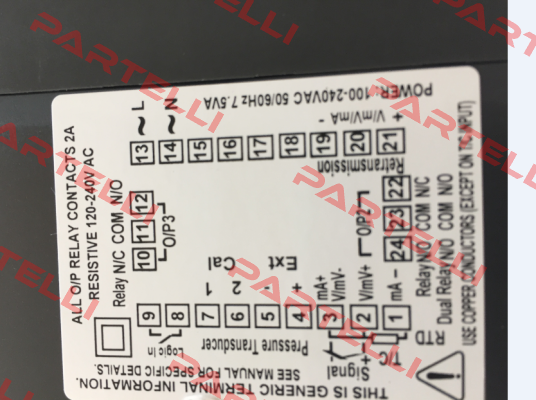 ALL O/P RELAY CONTACTS 2A
RESISTIVE 120-240V AC
Relay N/C COM N/O
10 11 12
O/P3
13 ~ L
14 ~ N
15
16
17
18
19 -
20 V/mV/mA
21 +
Retransmission
POWER: 100-240VAC 50/60Hz 7.5VA
9
8
Logic In
7 1
6 2
Cal
5 -
4 +
Ext
Pressure Transducer
3 mA+ V/mV-
2 V/mV+
1 mA -
Signal
T/C
RTD
O/P2
24 23 22
Relay N/O COM N/C
Dual Relay N/O COM N/O
USE COPPER CONDUCTORS (EXCEPT ON T/C INPUT)
THIS IS GENERIC TERMINAL INFORMATION.
SEE MANUAL FOR SPECIFIC DETAILS.
PARTELLI
PARTELLI
PARTELLI
PARTELLI